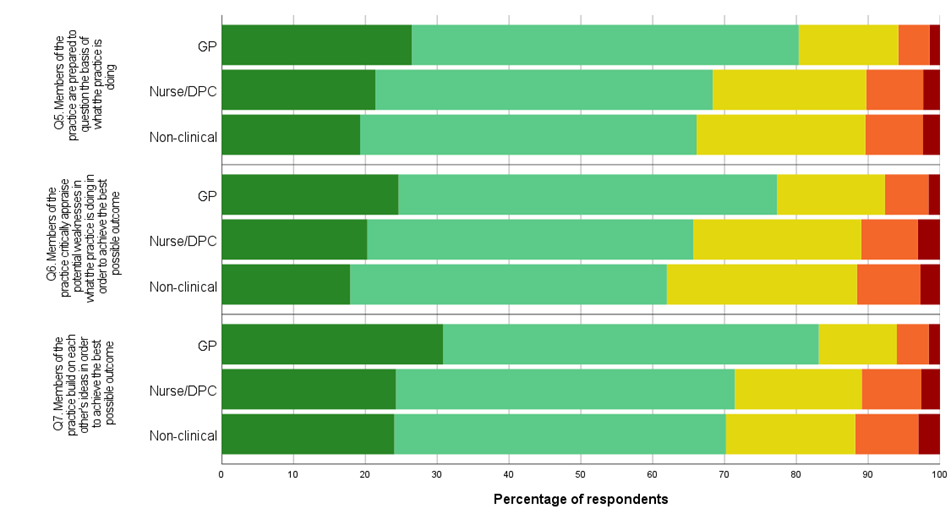 Q5. Members of the
practice are prepared to
question the basis of
what the practice is
doing
GP
Nurse/DPC
Non-clinical
Q6. Members of the
practice critically appraise
potential weaknesses in
what the practice is doing in
order to achieve the best
possible outcome
GP
Nurse/DPC
Non-clinical
Q7. Members of the
practice build on each
other's ideas in order
to achieve the best
possible outcome
GP
Nurse/DPC
Non-clinical
0 10 20 30 40 50 60 70 80 90 100
Percentage of respondents